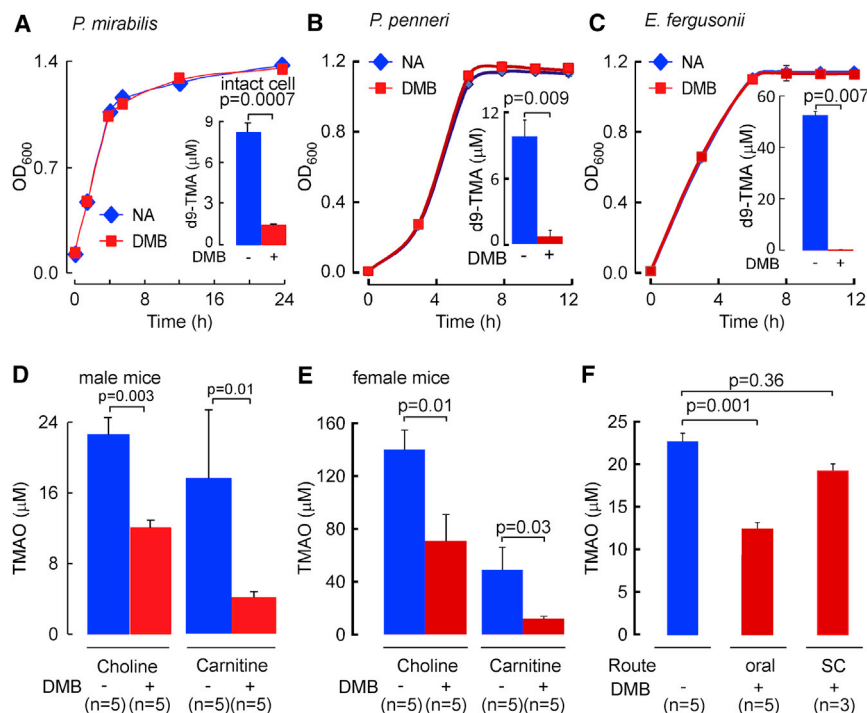 P. mirabilis
A
1.4
1.1
0.7
0.4
0.0
OD600
0 8 16 24
Time (h)
NA
DMB
intact cell
p=0.0007
9
6
3
0
d9-TMA (μM)
DMB - +
P. penneri
B
1.2
0.8
0.4
0.0
OD600
0 4 8 12
Time (h)
NA
DMB
p=0.009
12
6
0
d9-TMA (μM)
DMB - +
E. fergusonii
C
1.2
0.8
0.4
0.0
OD600
0 2 4 6 8 10 12
Time (h)
NA
DMB
p=0.007
60
40
20
0
d9-TMA (μM)
DMB - +
D male mice
p=0.003
p=0.01
24
16
8
0
TMAO (μM)
Choline Carnitine
DMB - + - +
(n=5)(n=5) (n=5)(n=5)
E female mice
p=0.01
p=0.03
160
120
80
40
0
TMAO (μM)
Choline Carnitine
DMB - + - +
(n=5)(n=5) (n=5)(n=5)
F
p=0.36
p=0.001
25
20
15
10
5
0
TMAO (μM)
Route oral SC
DMB - + +
(n=5) (n=5) (n=3)